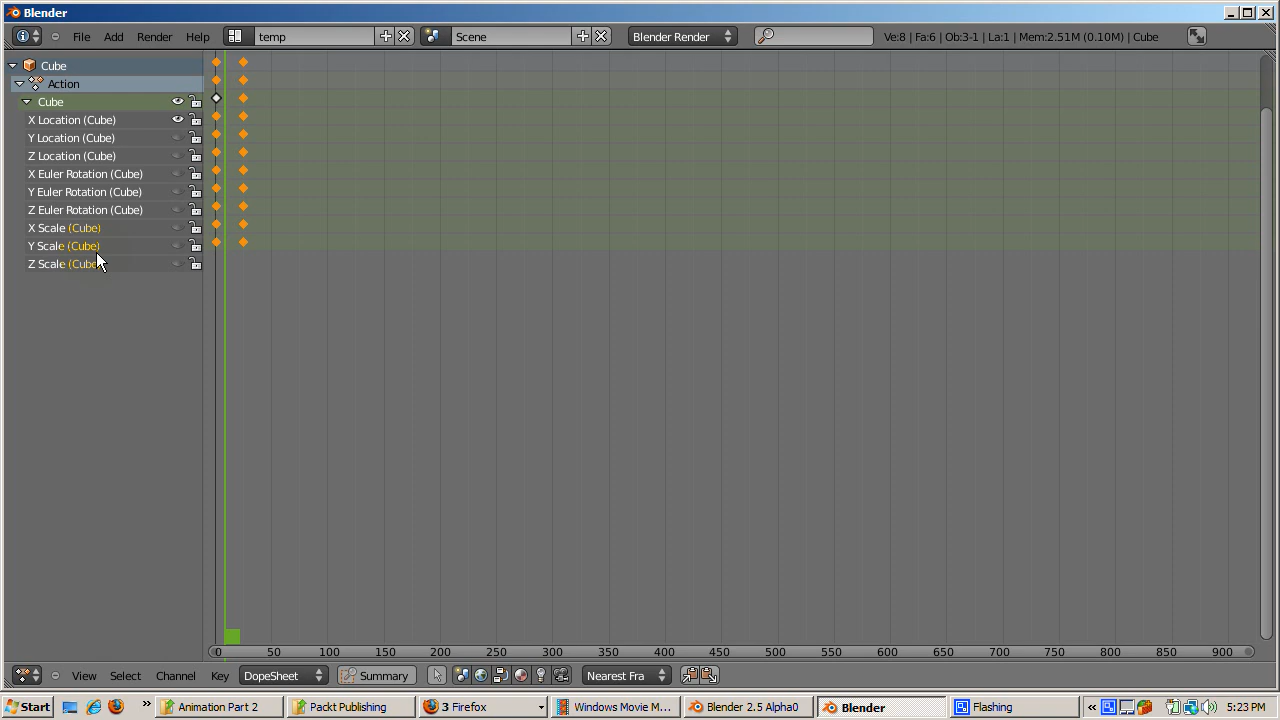 Blender
File Add Render Help temp Scene Blender Render Ve:8 | Fa:6 | Ob:3-1 | La:1 | Mem:2.51M (0.10M) | Cube
Cube
Action
Cube
X Location (Cube)
Y Location (Cube)
Z Location (Cube)
X Euler Rotation (Cube)
Y Euler Rotation (Cube)
Z Euler Rotation (Cube)
X Scale (Cube)
Y Scale (Cube)
Z Scale (Cube
0 50 100 150 200 250 300 350 400 450 500 550 600 650 700 750 800 850 900
View Select Channel Key DopeSheet Summary Nearest Fra
Start » Animation Part 2 Packt Publishing 3 Firefox Windows Movie M... Blender 2.5 Alpha0 Blender Flashing « 5:23 PM